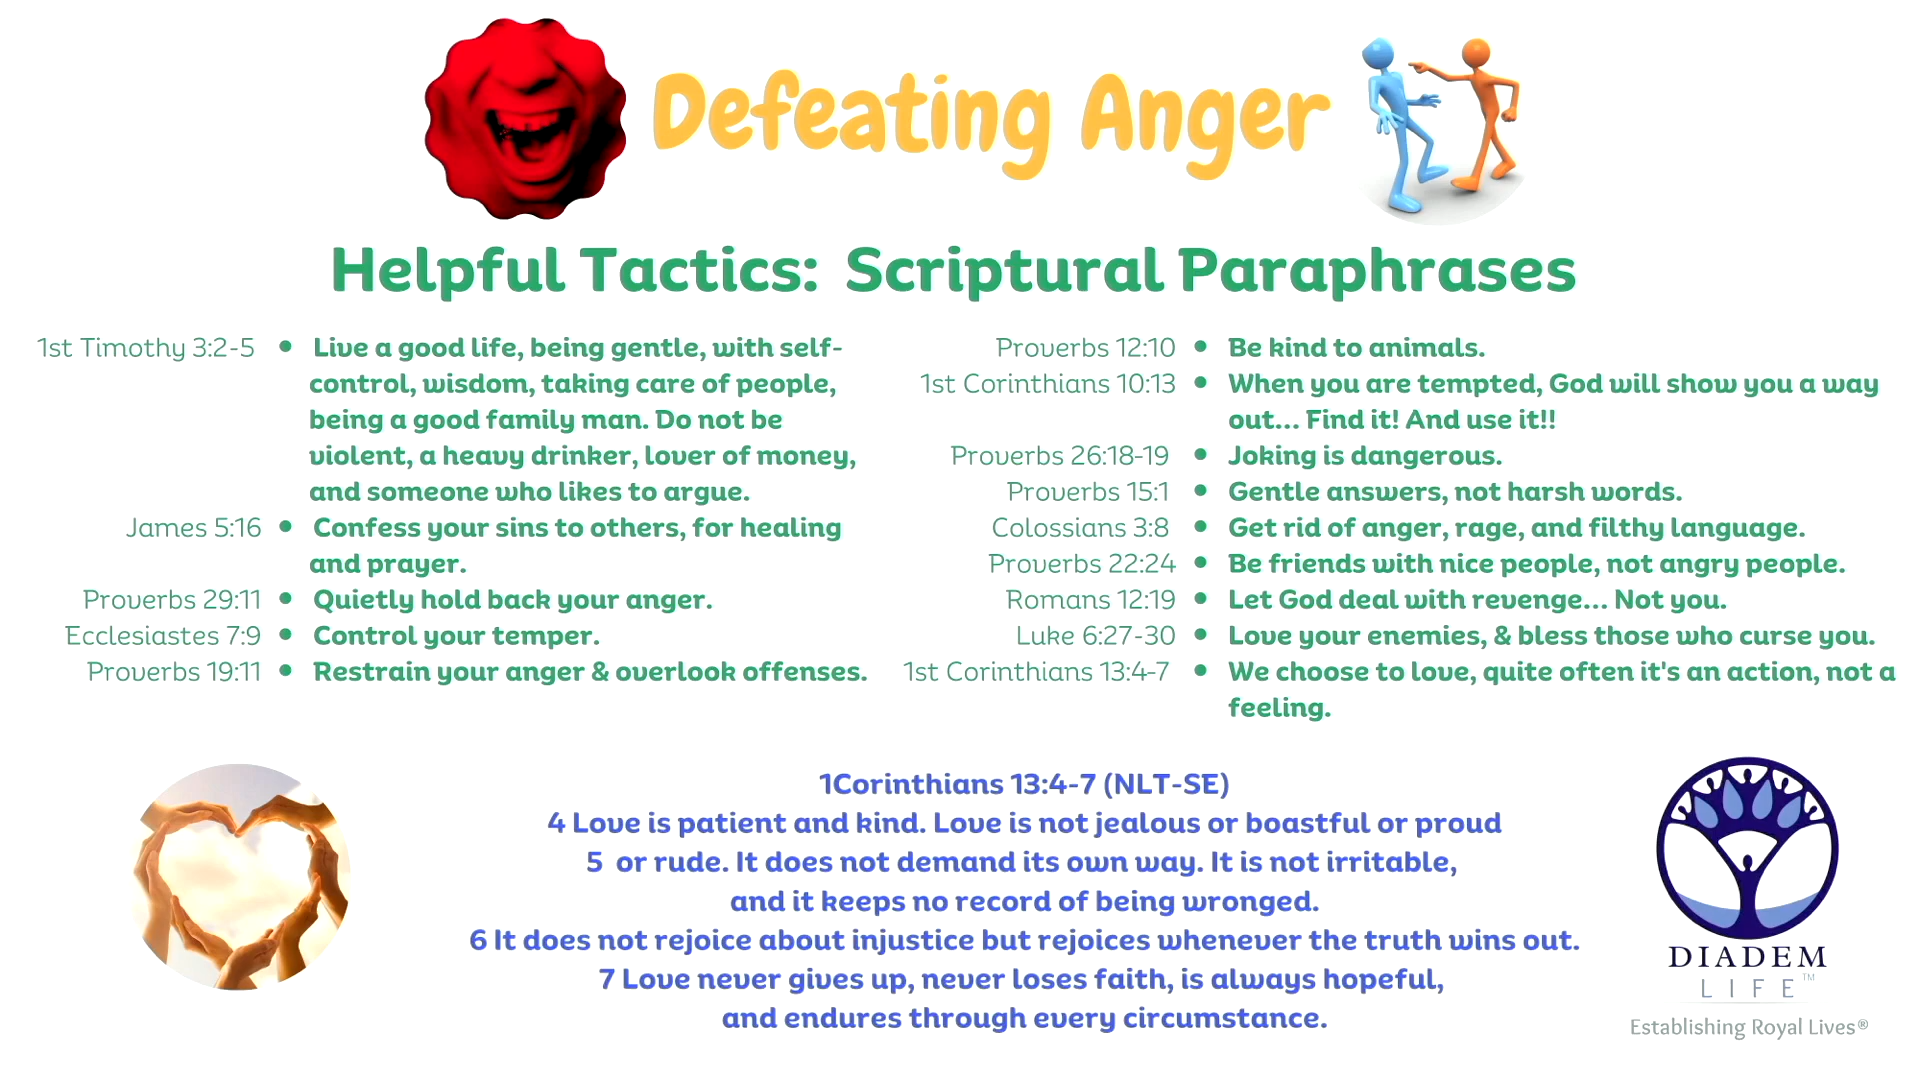 Defeating Anger
Helpful Tactics: Scriptural Paraphrases
1st Timothy 3:2-5 • Live a good life, being gentle, with self-
control, wisdom, taking care of people,
being a good family man. Do not be
violent, a heavy drinker, lover of money,
and someone who likes to argue.
James 5:16 • Confess your sins to others, for healing
and prayer.
Proverbs 29:11 • Quietly hold back your anger.
Ecclesiastes 7:9 • Control your temper.
Proverbs 19:11 • Restrain your anger & overlook offenses.
Proverbs 12:10 • Be kind to animals.
1st Corinthians 10:13 • When you are tempted, God will show you a way
out... Find it! And use it!!
Proverbs 26:18-19 • Joking is dangerous.
Proverbs 15:1 • Gentle answers, not harsh words.
Colossians 3:8 • Get rid of anger, rage, and filthy language.
Proverbs 22:24 • Be friends with nice people, not angry people.
Romans 12:19 • Let God deal with revenge... Not you.
Luke 6:27-30 • Love your enemies, & bless those who curse you.
1st Corinthians 13:4-7 • We choose to love, quite often it's an action, not a
feeling.
1Corinthians 13:4-7 (NLT-SE)
4 Love is patient and kind. Love is not jealous or boastful or proud
5 or rude. It does not demand its own way. It is not irritable,
and it keeps no record of being wronged.
6 It does not rejoice about injustice but rejoices whenever the truth wins out.
7 Love never gives up, never loses faith, is always hopeful,
and endures through every circumstance.
DIADEM
LIFE™
Establishing Royal Lives®